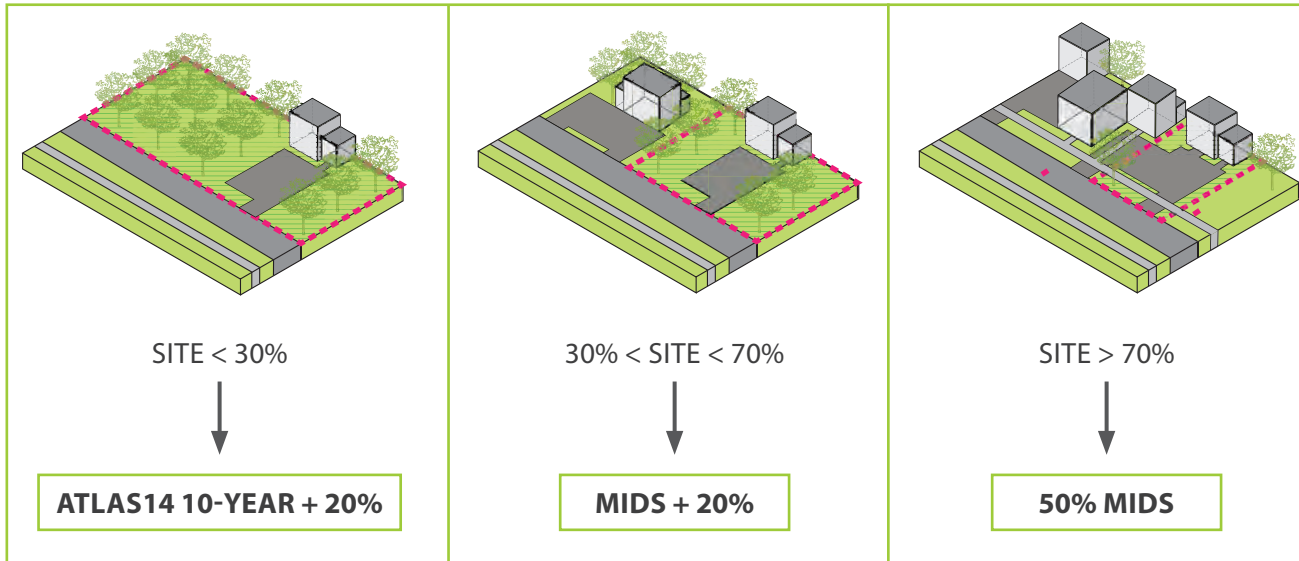 SITE < 30%
30% < SITE < 70%
SITE > 70%
ATLAS14 10-YEAR + 20%
MIDS + 20%
50% MIDS